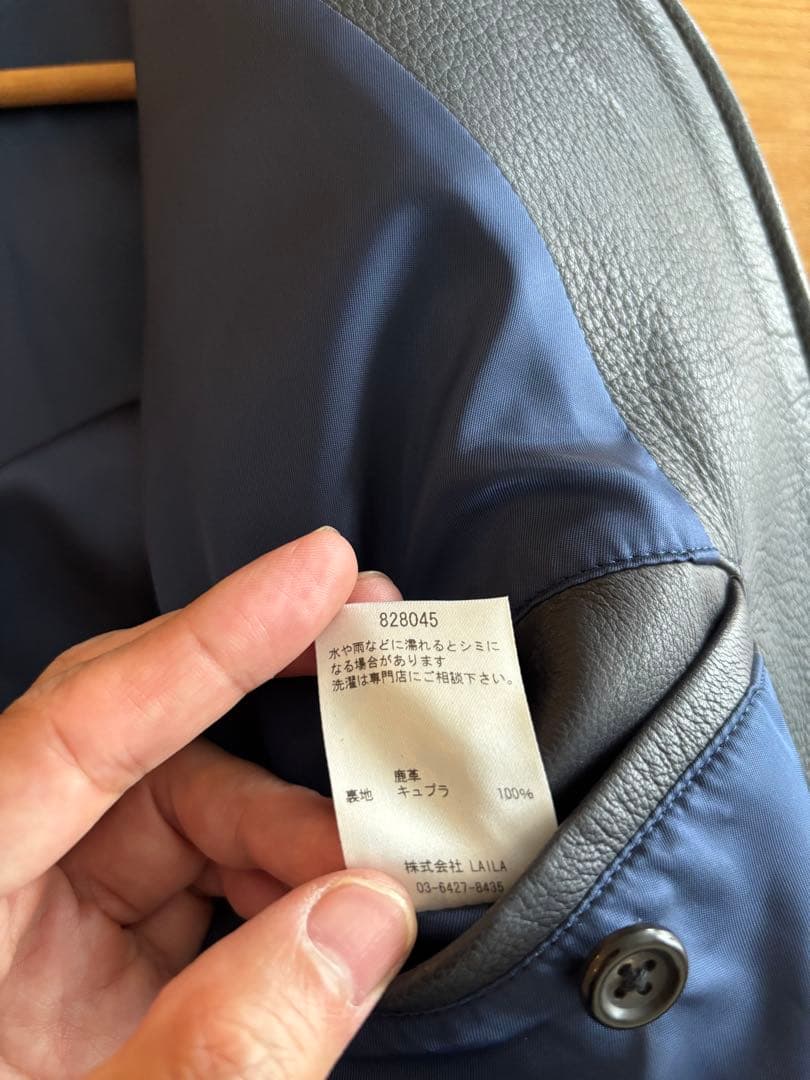 828045
水や雨などに濡れるとシミに
なる場合があります
洗濯は専門店にご相談下さい。
鹿革
裏地 キュプラ 100%
株式会社 LAILA
03-6427-8435